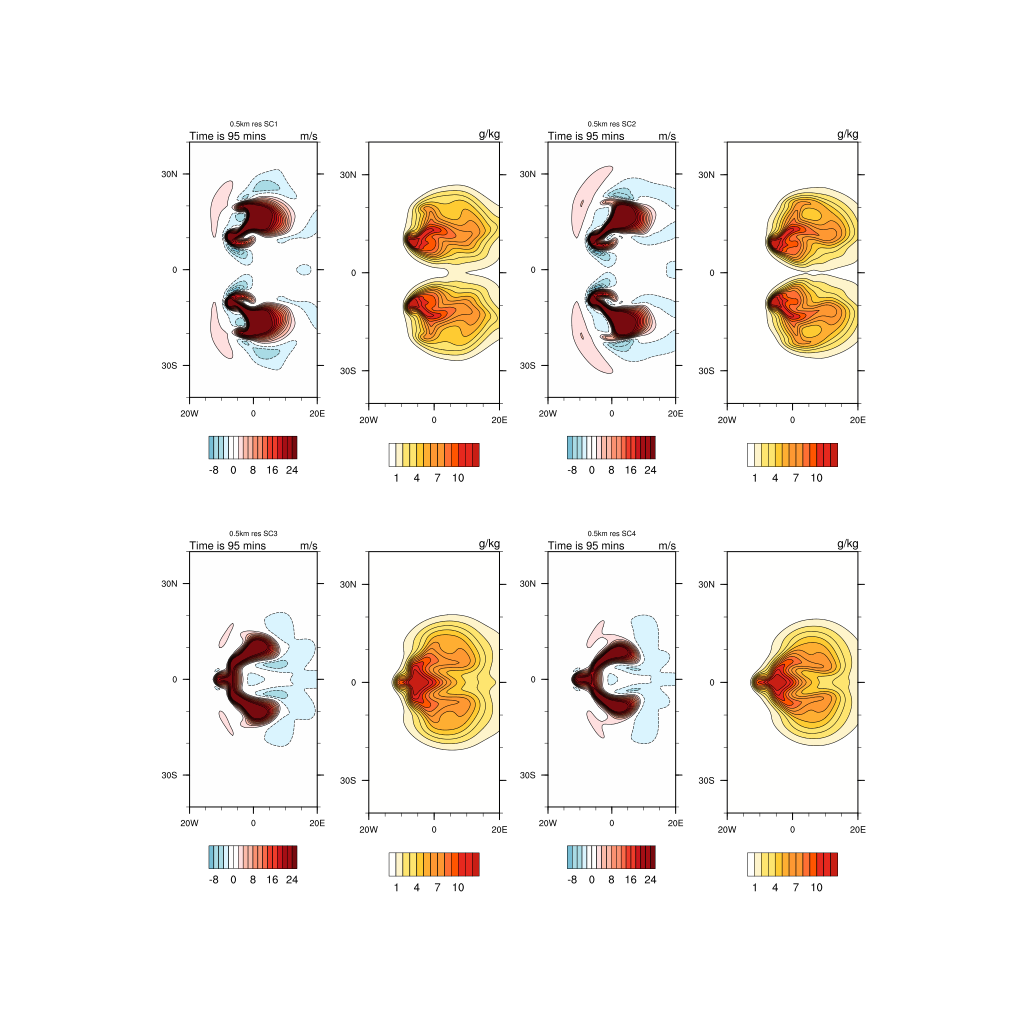 0.5km res SC1
Time is 95 mins m/s
g/kg
0.5km res SC2
Time is 95 mins m/s
g/kg
30N 30N 30N 30N
0 0 0 0
30S 30S 30S 30S
20W 0 20E 20W 0 20E 20W 0 20E 20W 0 20E
-8 0 8 16 24
1 4 7 10
-8 0 8 16 24
1 4 7 10
0.5km res SC3
Time is 95 mins m/s
g/kg
0.5km res SC4
Time is 95 mins m/s
g/kg
30N 30N 30N 30N
0 0 0 0
30S 30S 30S 30S
20W 0 20E 20W 0 20E 20W 0 20E 20W 0 20E
-8 0 8 16 24
1 4 7 10
-8 0 8 16 24
1 4 7 10